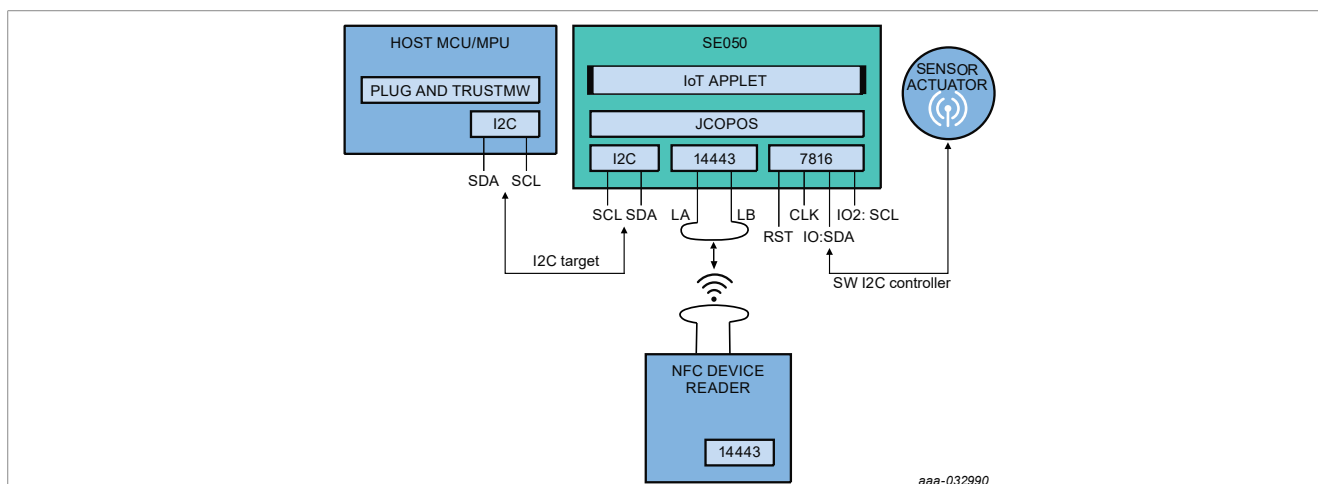 HOST MCU/MPU
PLUG AND TRUSTMW
I2C
SDA SCL
SE050
IoT APPLET
JCOPOS
I2C 14443 7816
SCL SDA LA LB CLK IO2: SCL
RST IO:SDA
SENSOR
ACTUATOR
I2C target
SW I2C controller
NFC DEVICE
READER
14443
aaa-032990